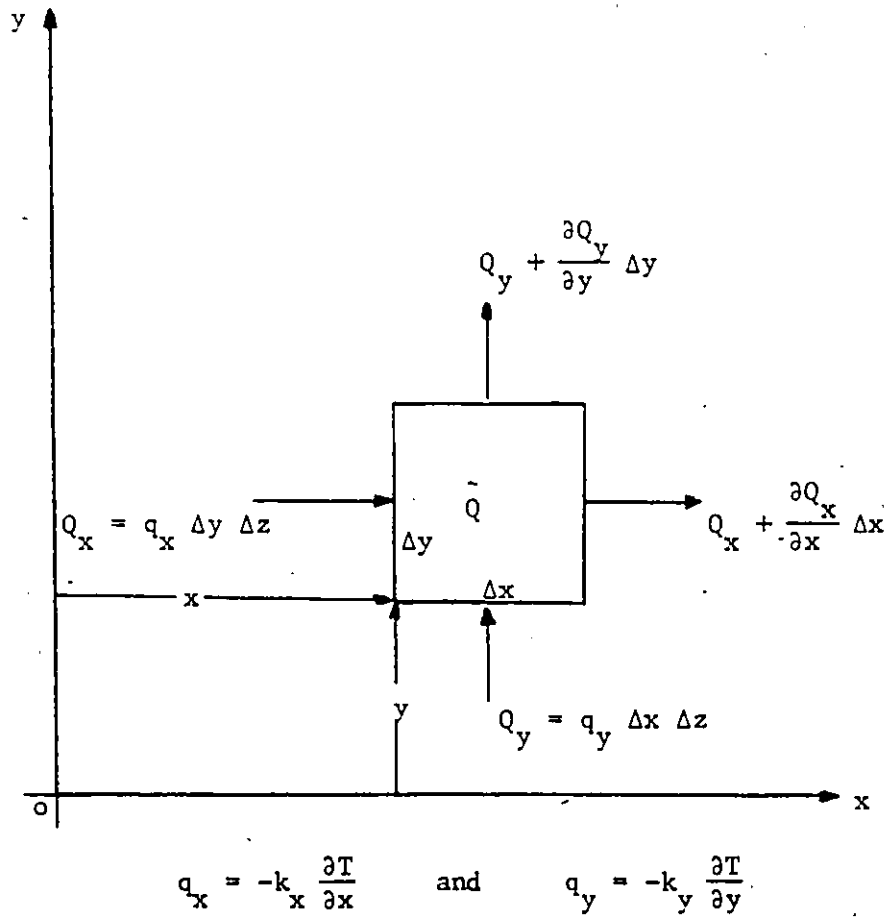 y
Q_y + ∂Q_y/∂y Δy
Q̃
Q_x = q_x Δy Δz
Δy
Q_x + ∂Q_x/∂x Δx
x
Δx
y
Q_y = q_y Δx Δz
o
x
q_x = -k_x ∂T/∂x and q_y = -k_y ∂T/∂y